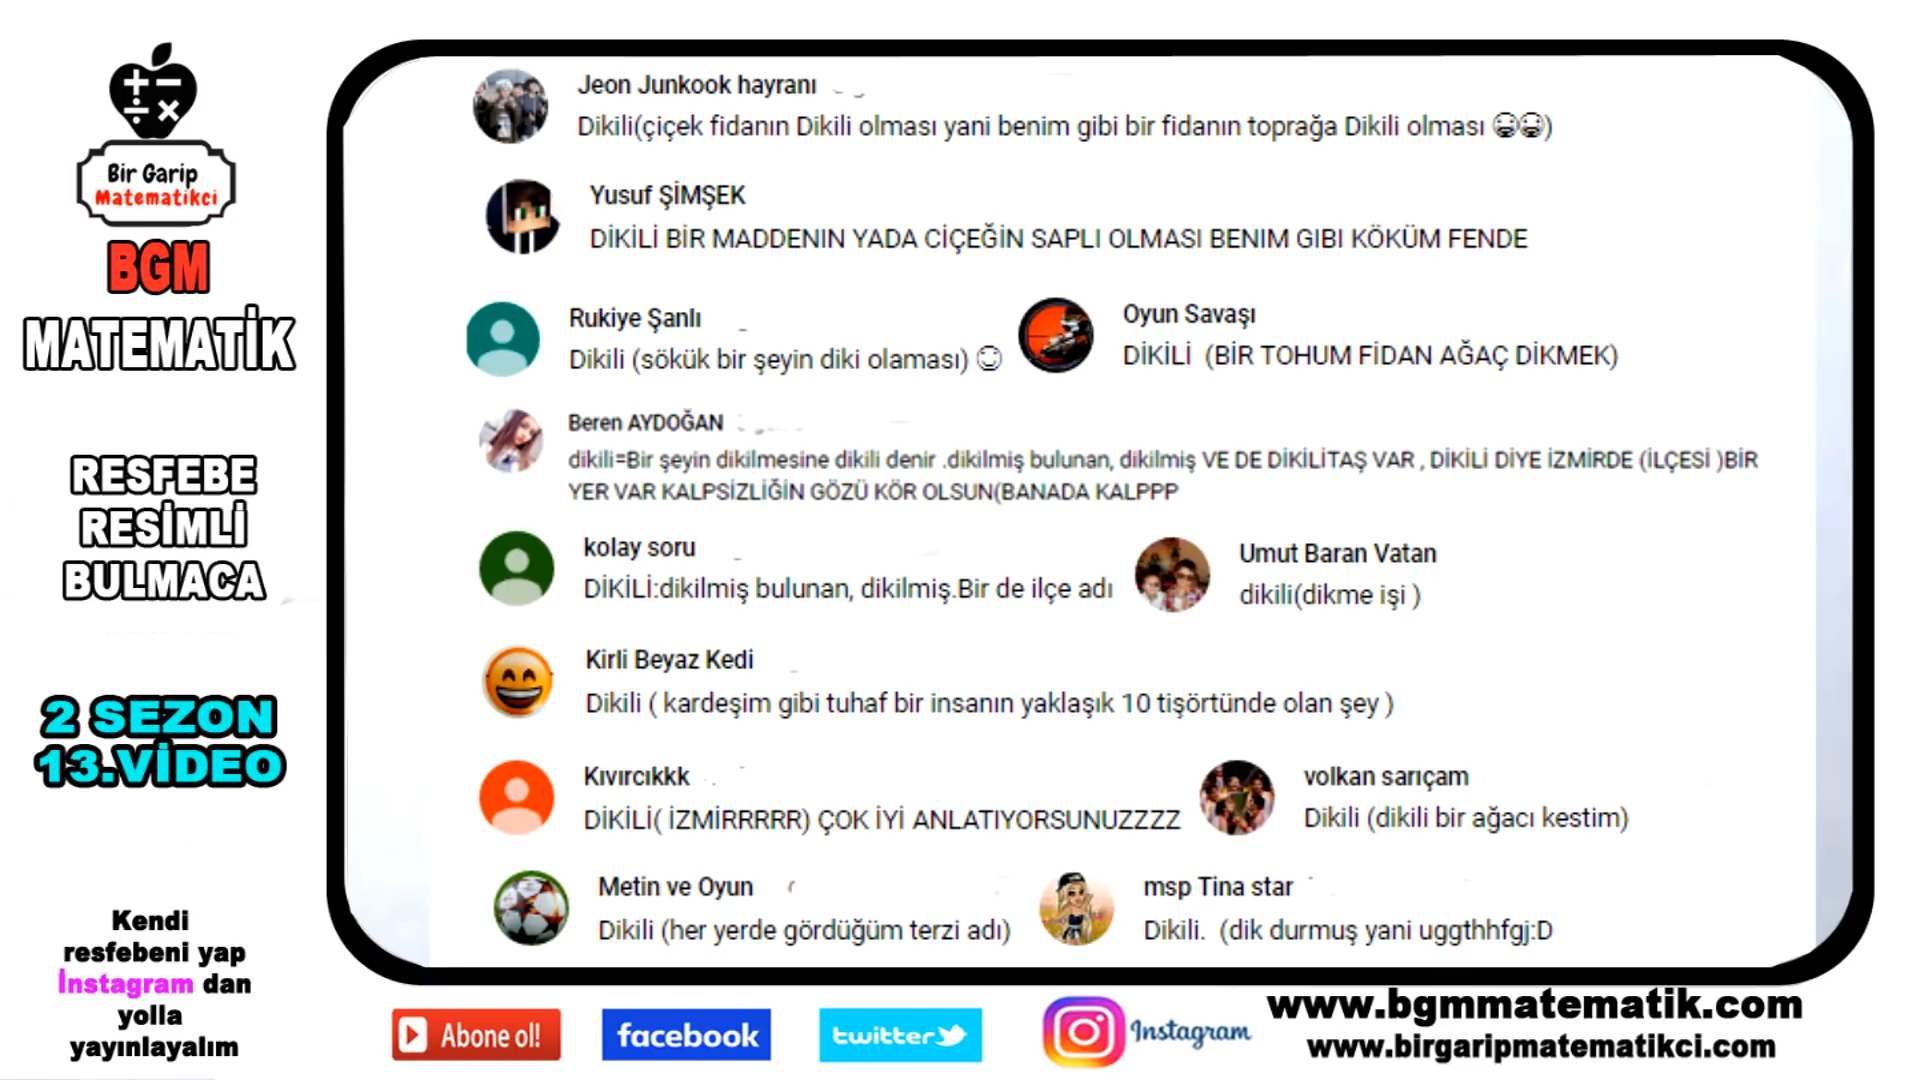 Bir Garip
Matematikci
BGM
MATEMATİK
RESFEBE
RESİMLİ
BULMACA
2 SEZON
13.VİDEO
Kendi
resfebeni yap
İnstagram dan
yolla
yayınlayalım
Jeon Junkook hayranı
Dikili(çiçek fidanın Dikili olması yani benim gibi bir fidanın toprağa Dikili olması 😀😀)
Yusuf ŞİMŞEK
DİKİLİ BİR MADDENIN YADA CİÇEĞİN SAPLI OLMASI BENIM GIBI KÖKÜM FENDE
Rukiye Şanlı
Dikili (sökük bir şeyin diki olaması) 😊
Oyun Savaşı
DİKİLİ (BİR TOHUM FİDAN AĞAÇ DİKMEK)
Beren AYDOĞAN
dikili=Bir şeyin dikilmesine dikili denir .dikilmiş bulunan, dikilmiş VE DE DİKİLİTAŞ VAR , DİKİLİ DİYE İZMİRDE (İLÇESİ )BİR
YER VAR KALPSİZLİĞİN GÖZÜ KÖR OLSUN(BANADA KALPPP
kolay soru
DİKİLİ:dikilmiş bulunan, dikilmiş.Bir de ilçe adı
Umut Baran Vatan
dikili(dikme işi )
Kirli Beyaz Kedi
Dikili ( kardeşim gibi tuhaf bir insanın yaklaşık 10 tişörtünde olan şey )
Kıvırcıkkk
DİKİLİ( İZMİRRRRR) ÇOK İYİ ANLATIYORSUNUZZZZ
volkan sarıçam
Dikili (dikili bir ağacı kestim)
Metin ve Oyun
Dikili (her yerde gördüğüm terzi adı)
msp Tina star
Dikili. (dik durmuş yani uggthhfgj:D
Abone ol!
facebook
twitter
Instagram
www.bgmmatematik.com
www.birgaripmatematikci.com